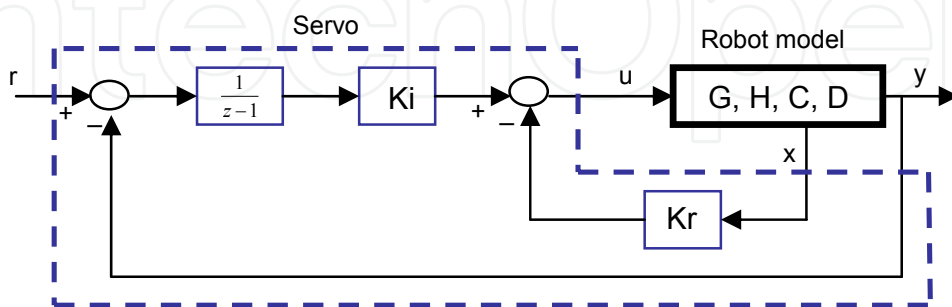 Servo
Robot model
r
+
−
1
z−1
Ki
+
−
u
G, H, C, D
y
x
Kr